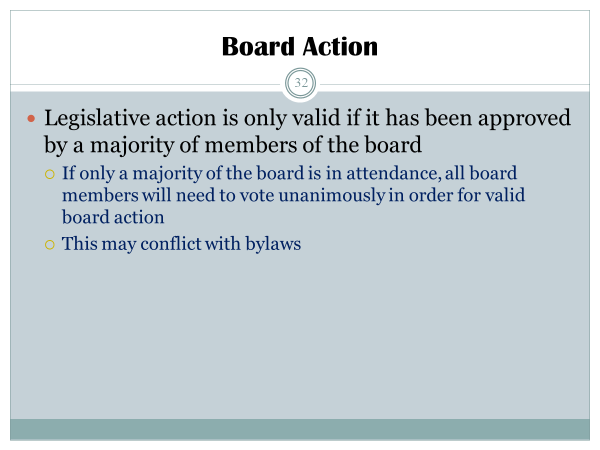 Board Action
32
• Legislative action is only valid if it has been approved
by a majority of members of the board
○ If only a majority of the board is in attendance, all board
members will need to vote unanimously in order for valid
board action
○ This may conflict with bylaws